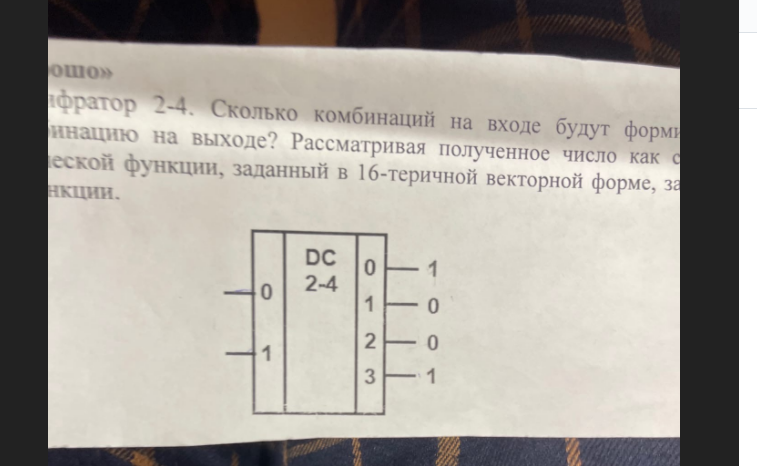 ошо»
ифратор 2-4. Сколько комбинаций на входе будут форми
инацию на выходе? Рассматривая полученное число как с
еской функции, заданный в 16-теричной векторной форме, за
нкции.
DC
2-4
0
1
0
1
2
3
1
0
0
1